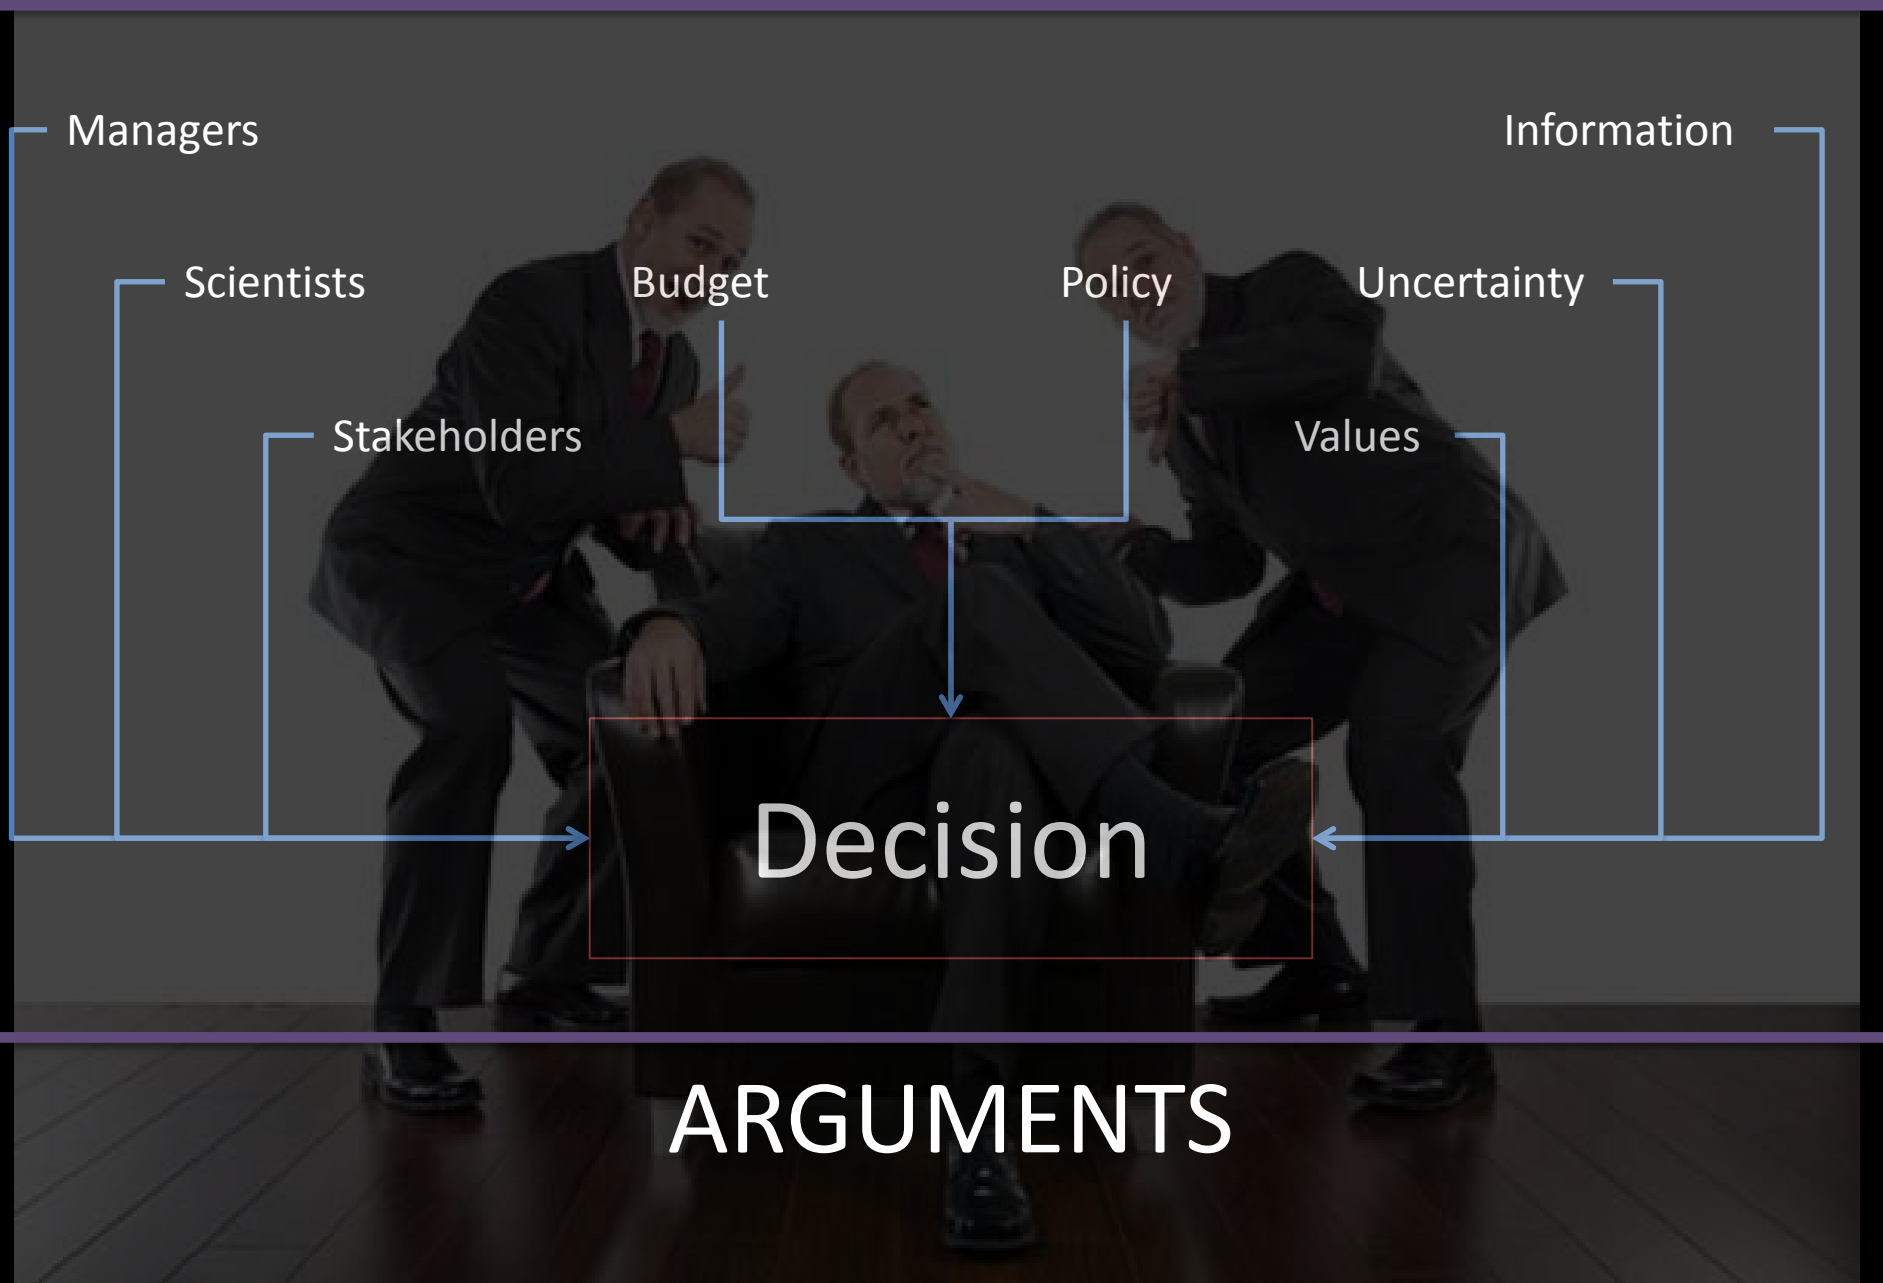 Managers
Information
Scientists
Budget
Policy
Uncertainty
Stakeholders
Values
Decision
ARGUMENTS